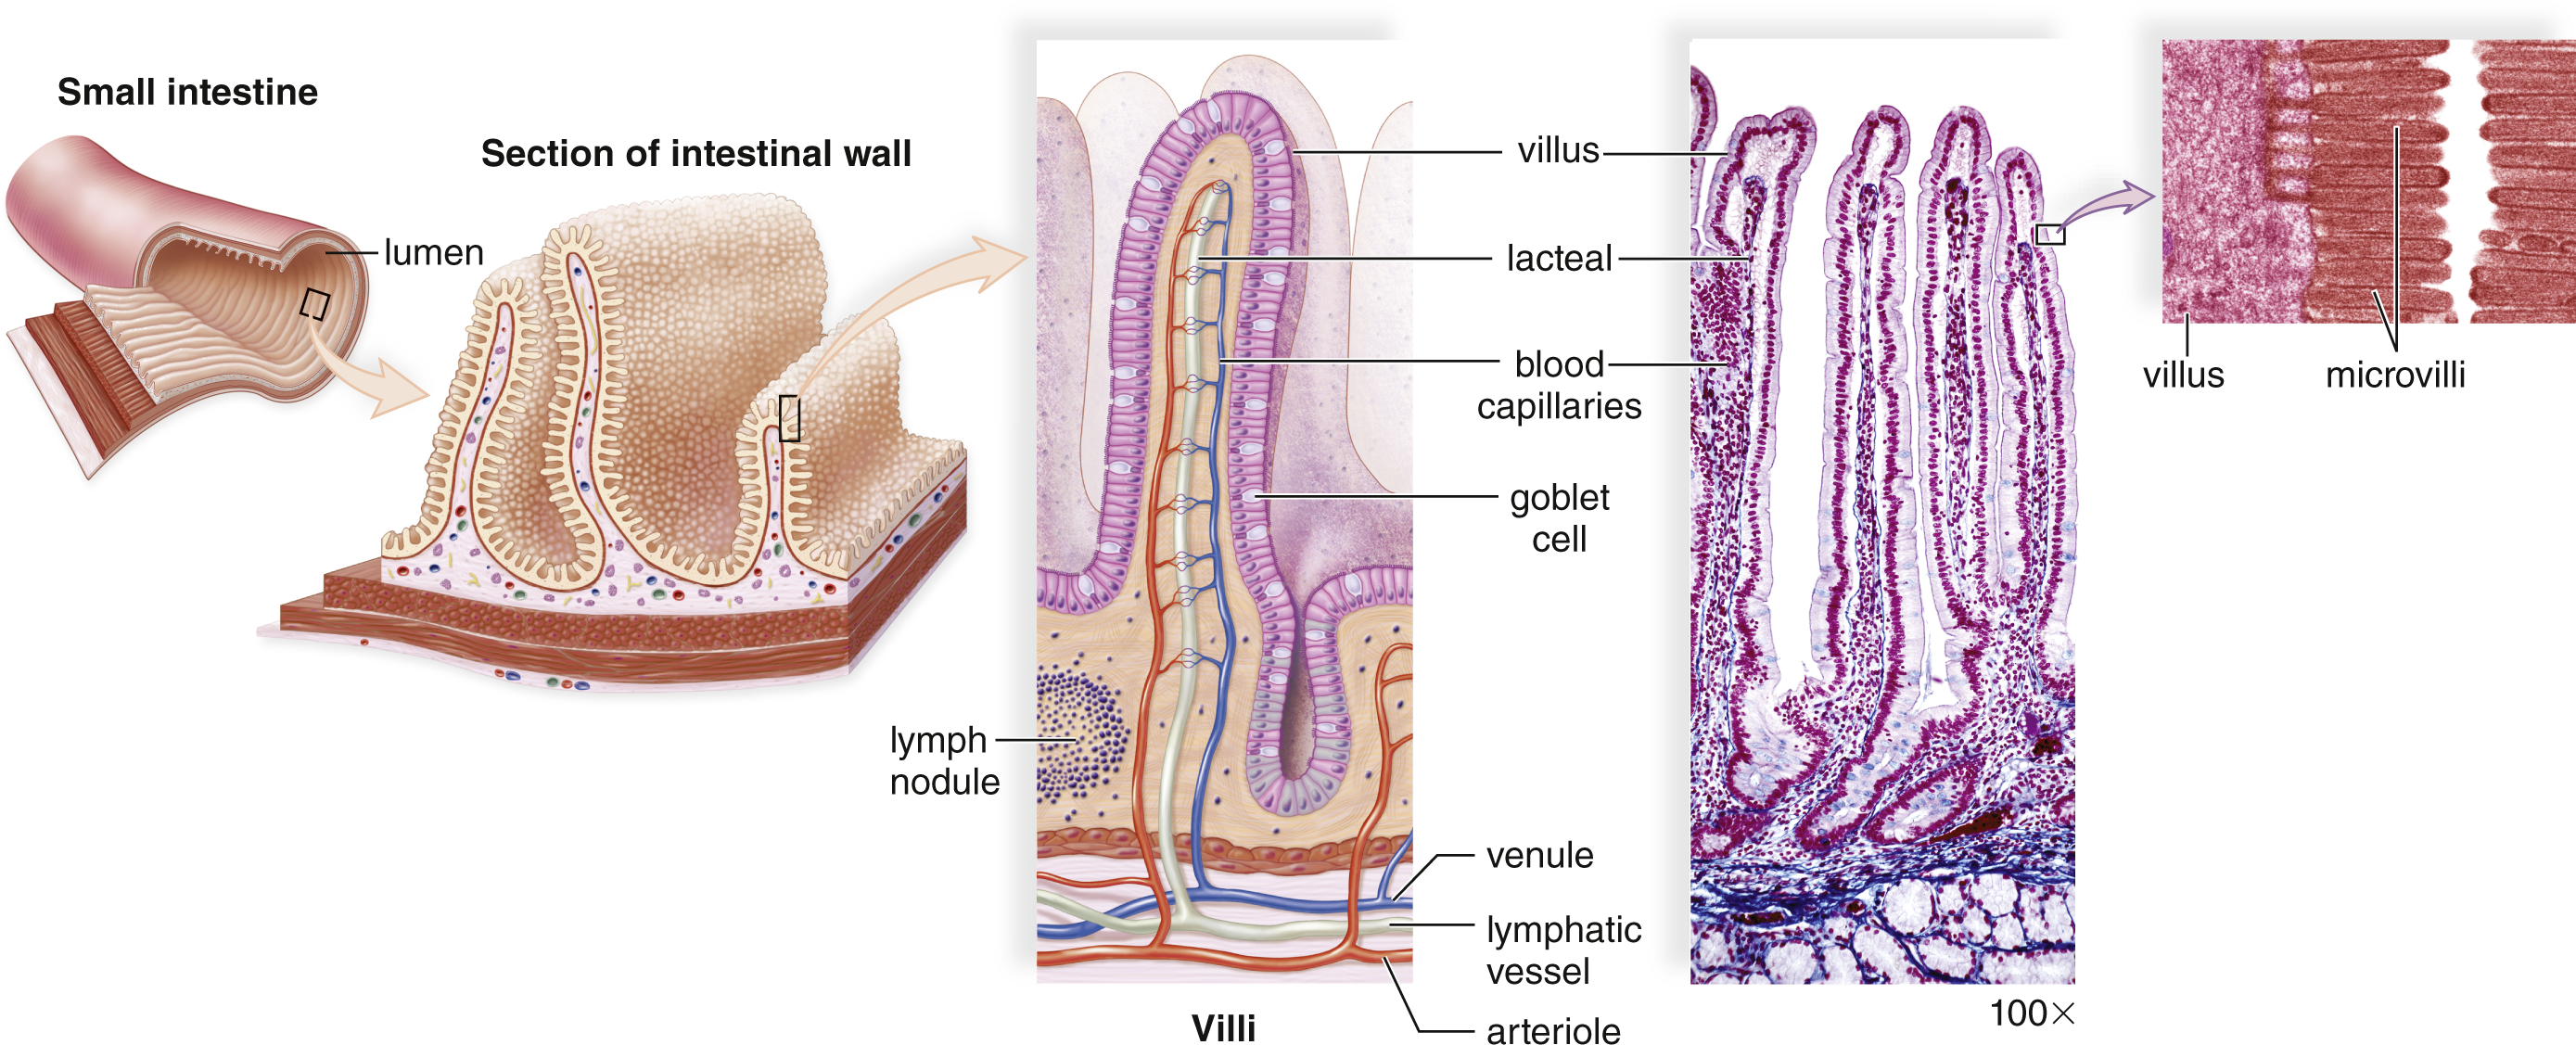 Small intestine
lumen
Section of intestinal wall
villus
lacteal
blood
capillaries
goblet
cell
lymph
nodule
venule
lymphatic
vessel
arteriole
Villi
100×
villus
microvilli